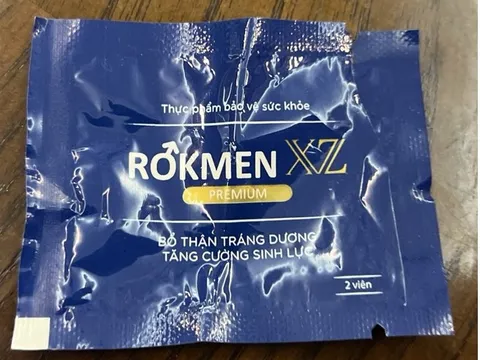 Thực phẩm bảo vệ sức khỏe
ROKMEN XZ
PREMIUM
BỔ THẬN TRÁNG DƯƠNG
TĂNG CƯỜNG SINH LỰC
2 viên